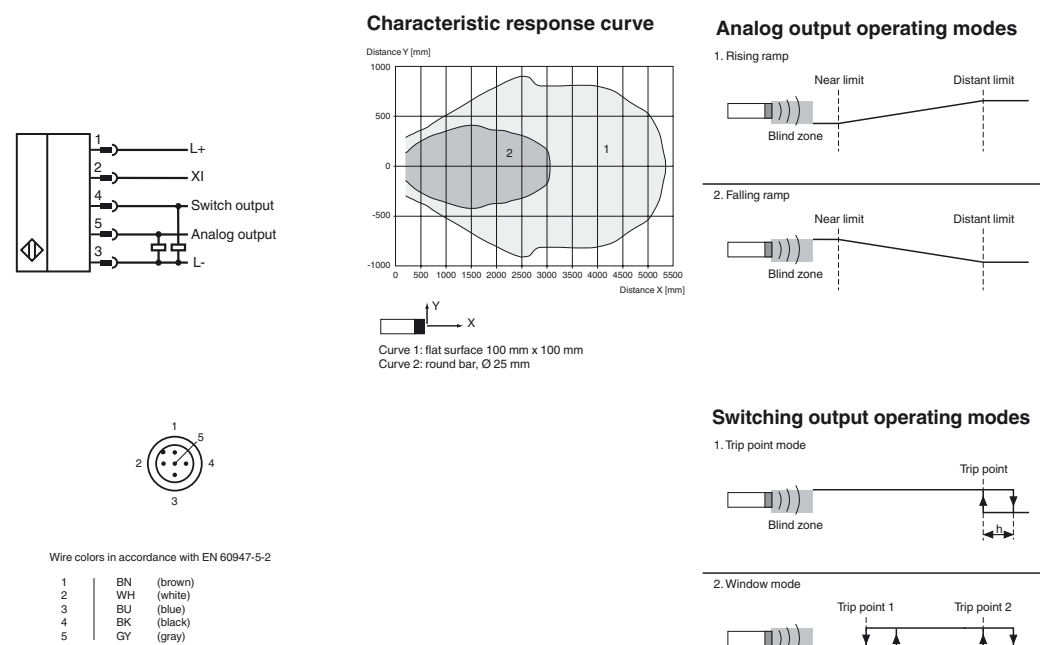 1
L+
2
XI
4
Switch output
5
Analog output
3
L-
1
5
2
4
3
Wire colors in accordance with EN 60947-5-2
1 BN (brown)
2 WH (white)
3 BU (blue)
4 BK (black)
5 GY (gray)
Characteristic response curve
Distance Y [mm]
1000
500
0
-500
-1000
2
1
0 500 1000 1500 2000 2500 3000 3500 4000 4500 5000 5500
Distance X [mm]
Y
X
Curve 1: flat surface 100 mm x 100 mm
Curve 2: round bar, Ø 25 mm
Analog output operating modes
1. Rising ramp
Near limit Distant limit
Blind zone
2. Falling ramp
Near limit Distant limit
Blind zone
Switching output operating modes
1. Trip point mode
Trip point
Blind zone
h
2. Window mode
Trip point 1 Trip point 2